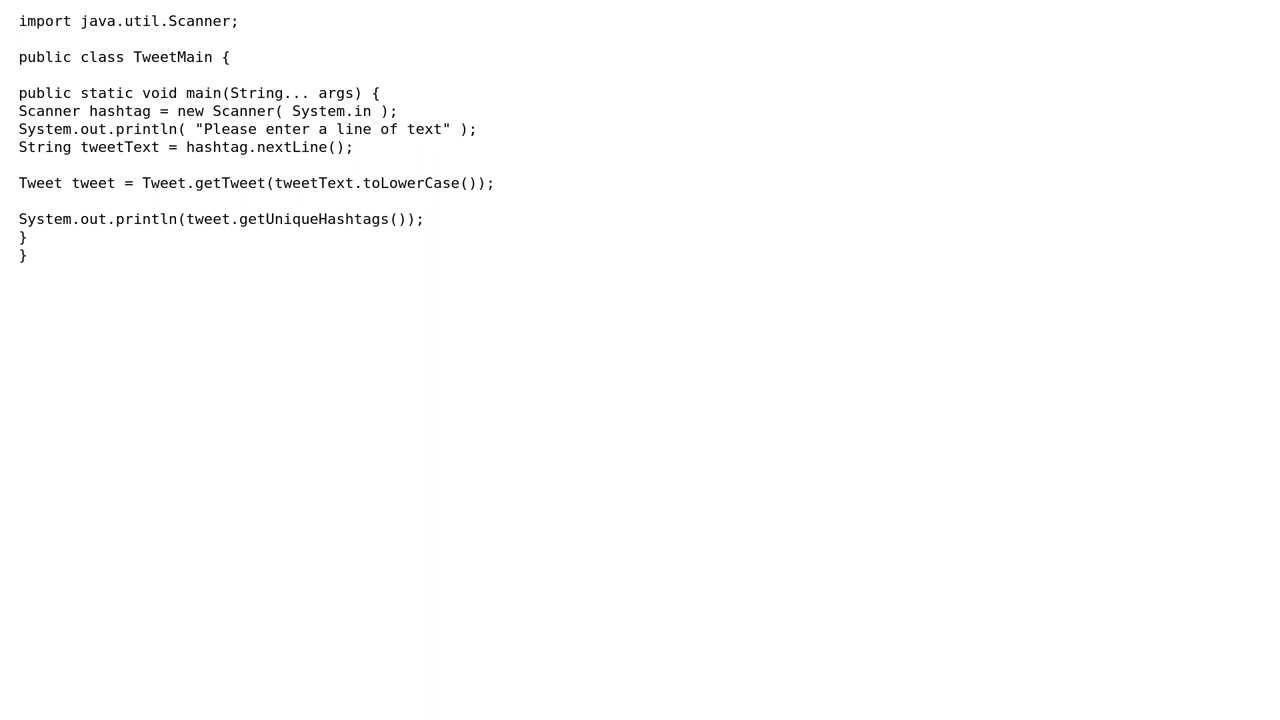 import java.util.Scanner;
public class TweetMain {
public static void main(String... args) {
Scanner hashtag = new Scanner( System.in );
System.out.println( "Please enter a line of text" );
String tweetText = hashtag.nextLine();
Tweet tweet = Tweet.getTweet(tweetText.toLowerCase());
System.out.println(tweet.getUniqueHashtags());
}
}